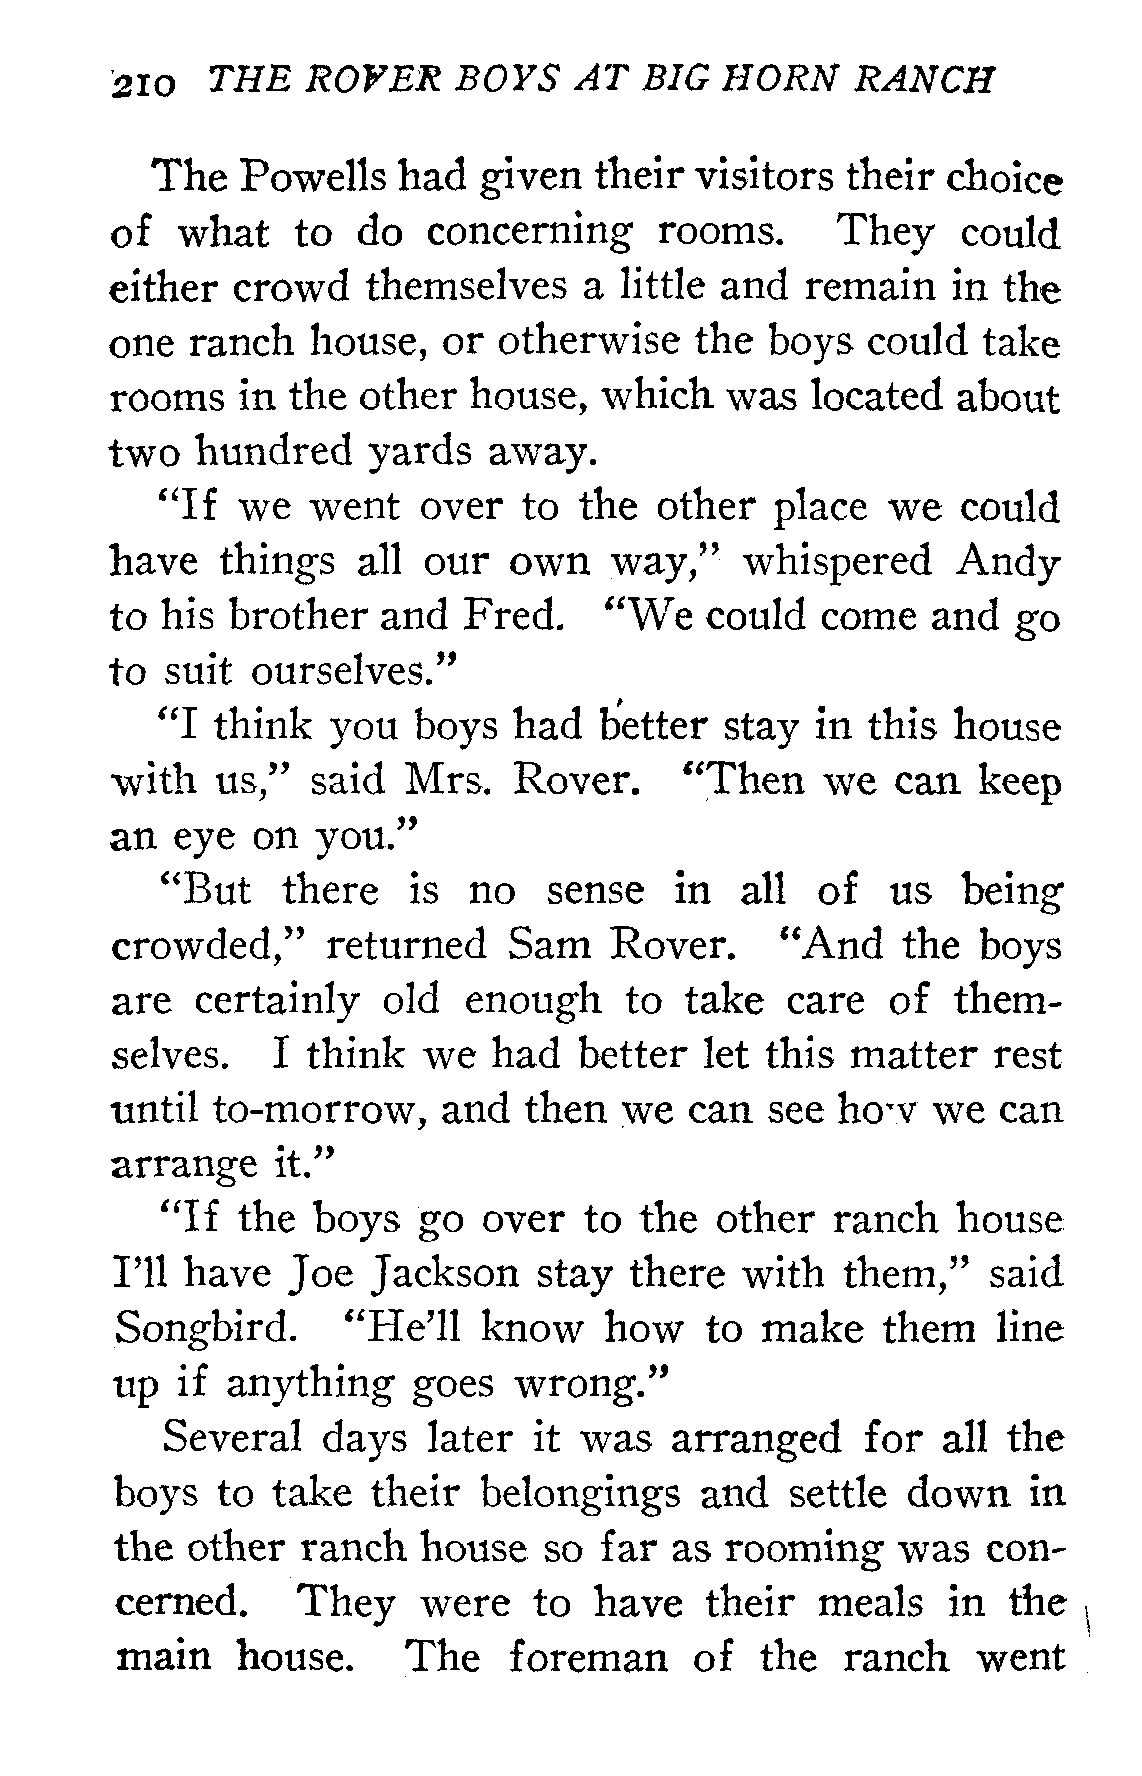 210 THE ROVER BOYS AT BIG HORN RANCH
The Powells had given their visitors their choice
of what to do concerning rooms. They could
either crowd themselves a little and remain in the
one ranch house, or otherwise the boys could take
rooms in the other house, which was located about
two hundred yards away.
“If we went over to the other place we could
have things all our own way,” whispered Andy
to his brother and Fred. “We could come and go
to suit ourselves.”
“I think you boys had better stay in this house
with us,” said Mrs. Rover. “Then we can keep
an eye on you.”
“But there is no sense in all of us being
crowded,” returned Sam Rover. “And the boys
are certainly old enough to take care of them-
selves. I think we had better let this matter rest
until to-morrow, and then we can see how we can
arrange it.”
“If the boys go over to the other ranch house
I’ll have Joe Jackson stay there with them,” said
Songbird. “He’ll know how to make them line
up if anything goes wrong.”
Several days later it was arranged for all the
boys to take their belongings and settle down in
the other ranch house so far as rooming was con-
cerned. They were to have their meals in the
main house. The foreman of the ranch went